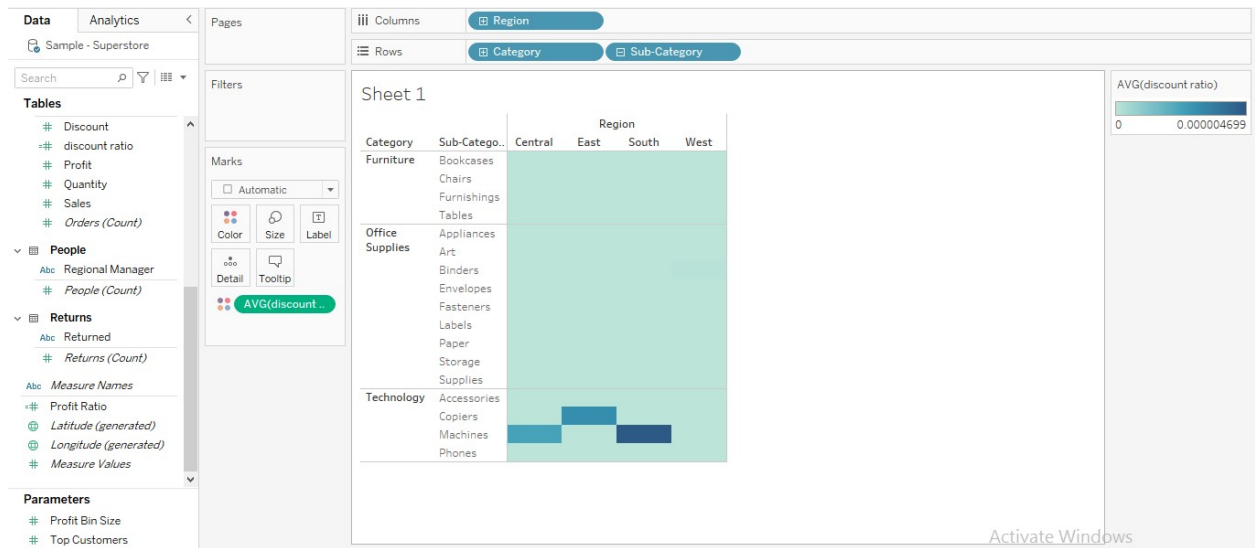 Data Analytics <
Sample - Superstore
Search
Tables
# Discount
=# discount ratio
# Profit
# Quantity
# Sales
# Orders (Count)
People
Abc Regional Manager
# People (Count)
Returns
Abc Returned
# Returns (Count)
Abc Measure Names
=# Profit Ratio
Latitude (generated)
Longitude (generated)
# Measure Values
Parameters
# Profit Bin Size
# Top Customers
Pages
Filters
Marks
Automatic
Color Size Label
Detail Tooltip
AVG(discount ..
Columns Region
Rows Category Sub-Category
Sheet 1
Region
Category Sub-Catego.. Central East South West
Furniture Bookcases
Chairs
Furnishings
Tables
Office Supplies Appliances
Art
Binders
Envelopes
Fasteners
Labels
Paper
Storage
Supplies
Technology Accessories
Copiers
Machines
Phones
AVG(discount ratio)
0 0.000004699
Activate Windows